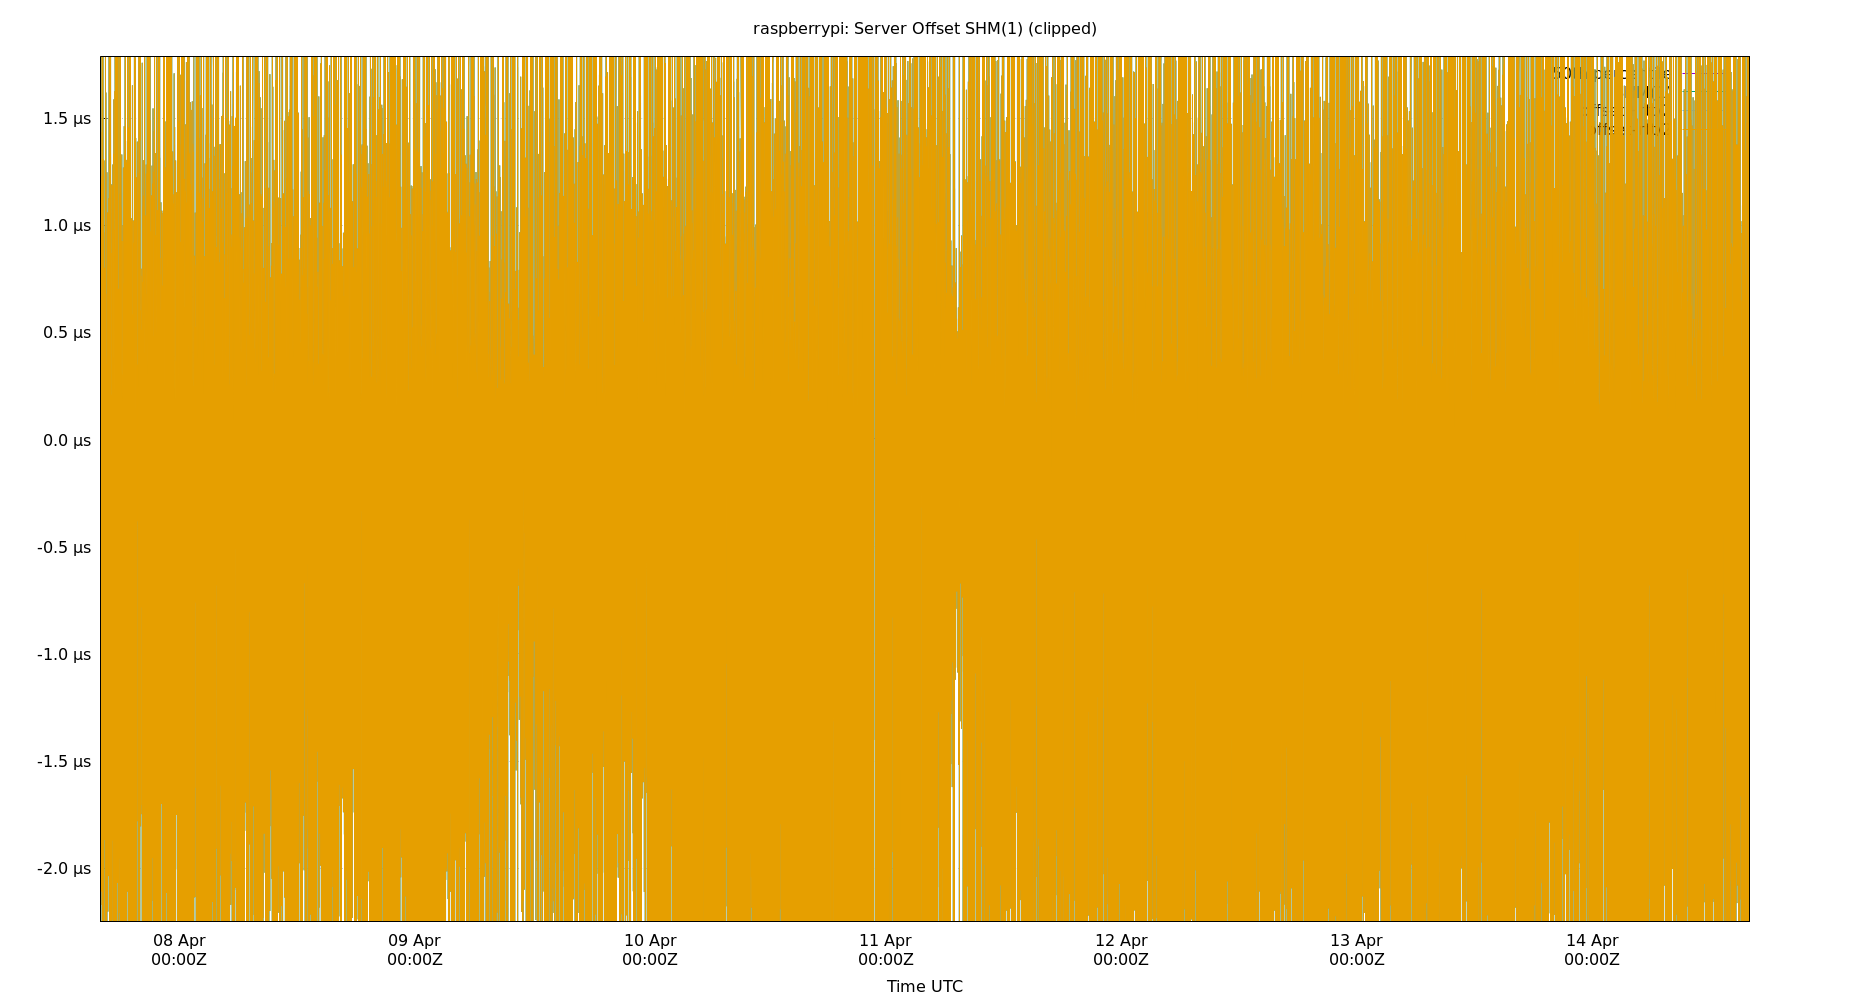 raspberrypi: Server Offset SHM(1) (clipped)
1.5 µs
1.0 µs
0.5 µs
0.0 µs
-0.5 µs
-1.0 µs
-1.5 µs
-2.0 µs
08 Apr 09 Apr 10 Apr 11 Apr 12 Apr 13 Apr 14 Apr
00:00Z 00:00Z 00:00Z 00:00Z 00:00Z 00:00Z 00:00Z
Time UTC